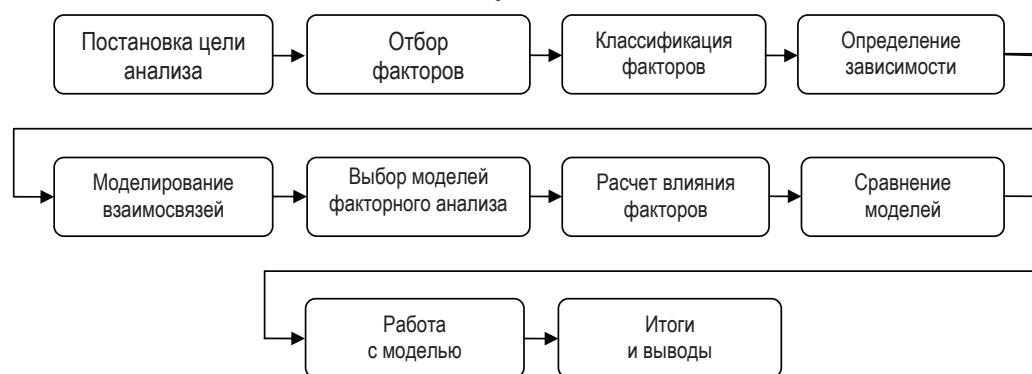 Постановка цели
анализа
Отбор
факторов
Классификация
факторов
Определение
зависимости
Моделирование
взаимосвязей
Выбор моделей
факторного анализа
Расчет влияния
факторов
Сравнение
моделей
Работа
с моделью
Итоги
и выводы